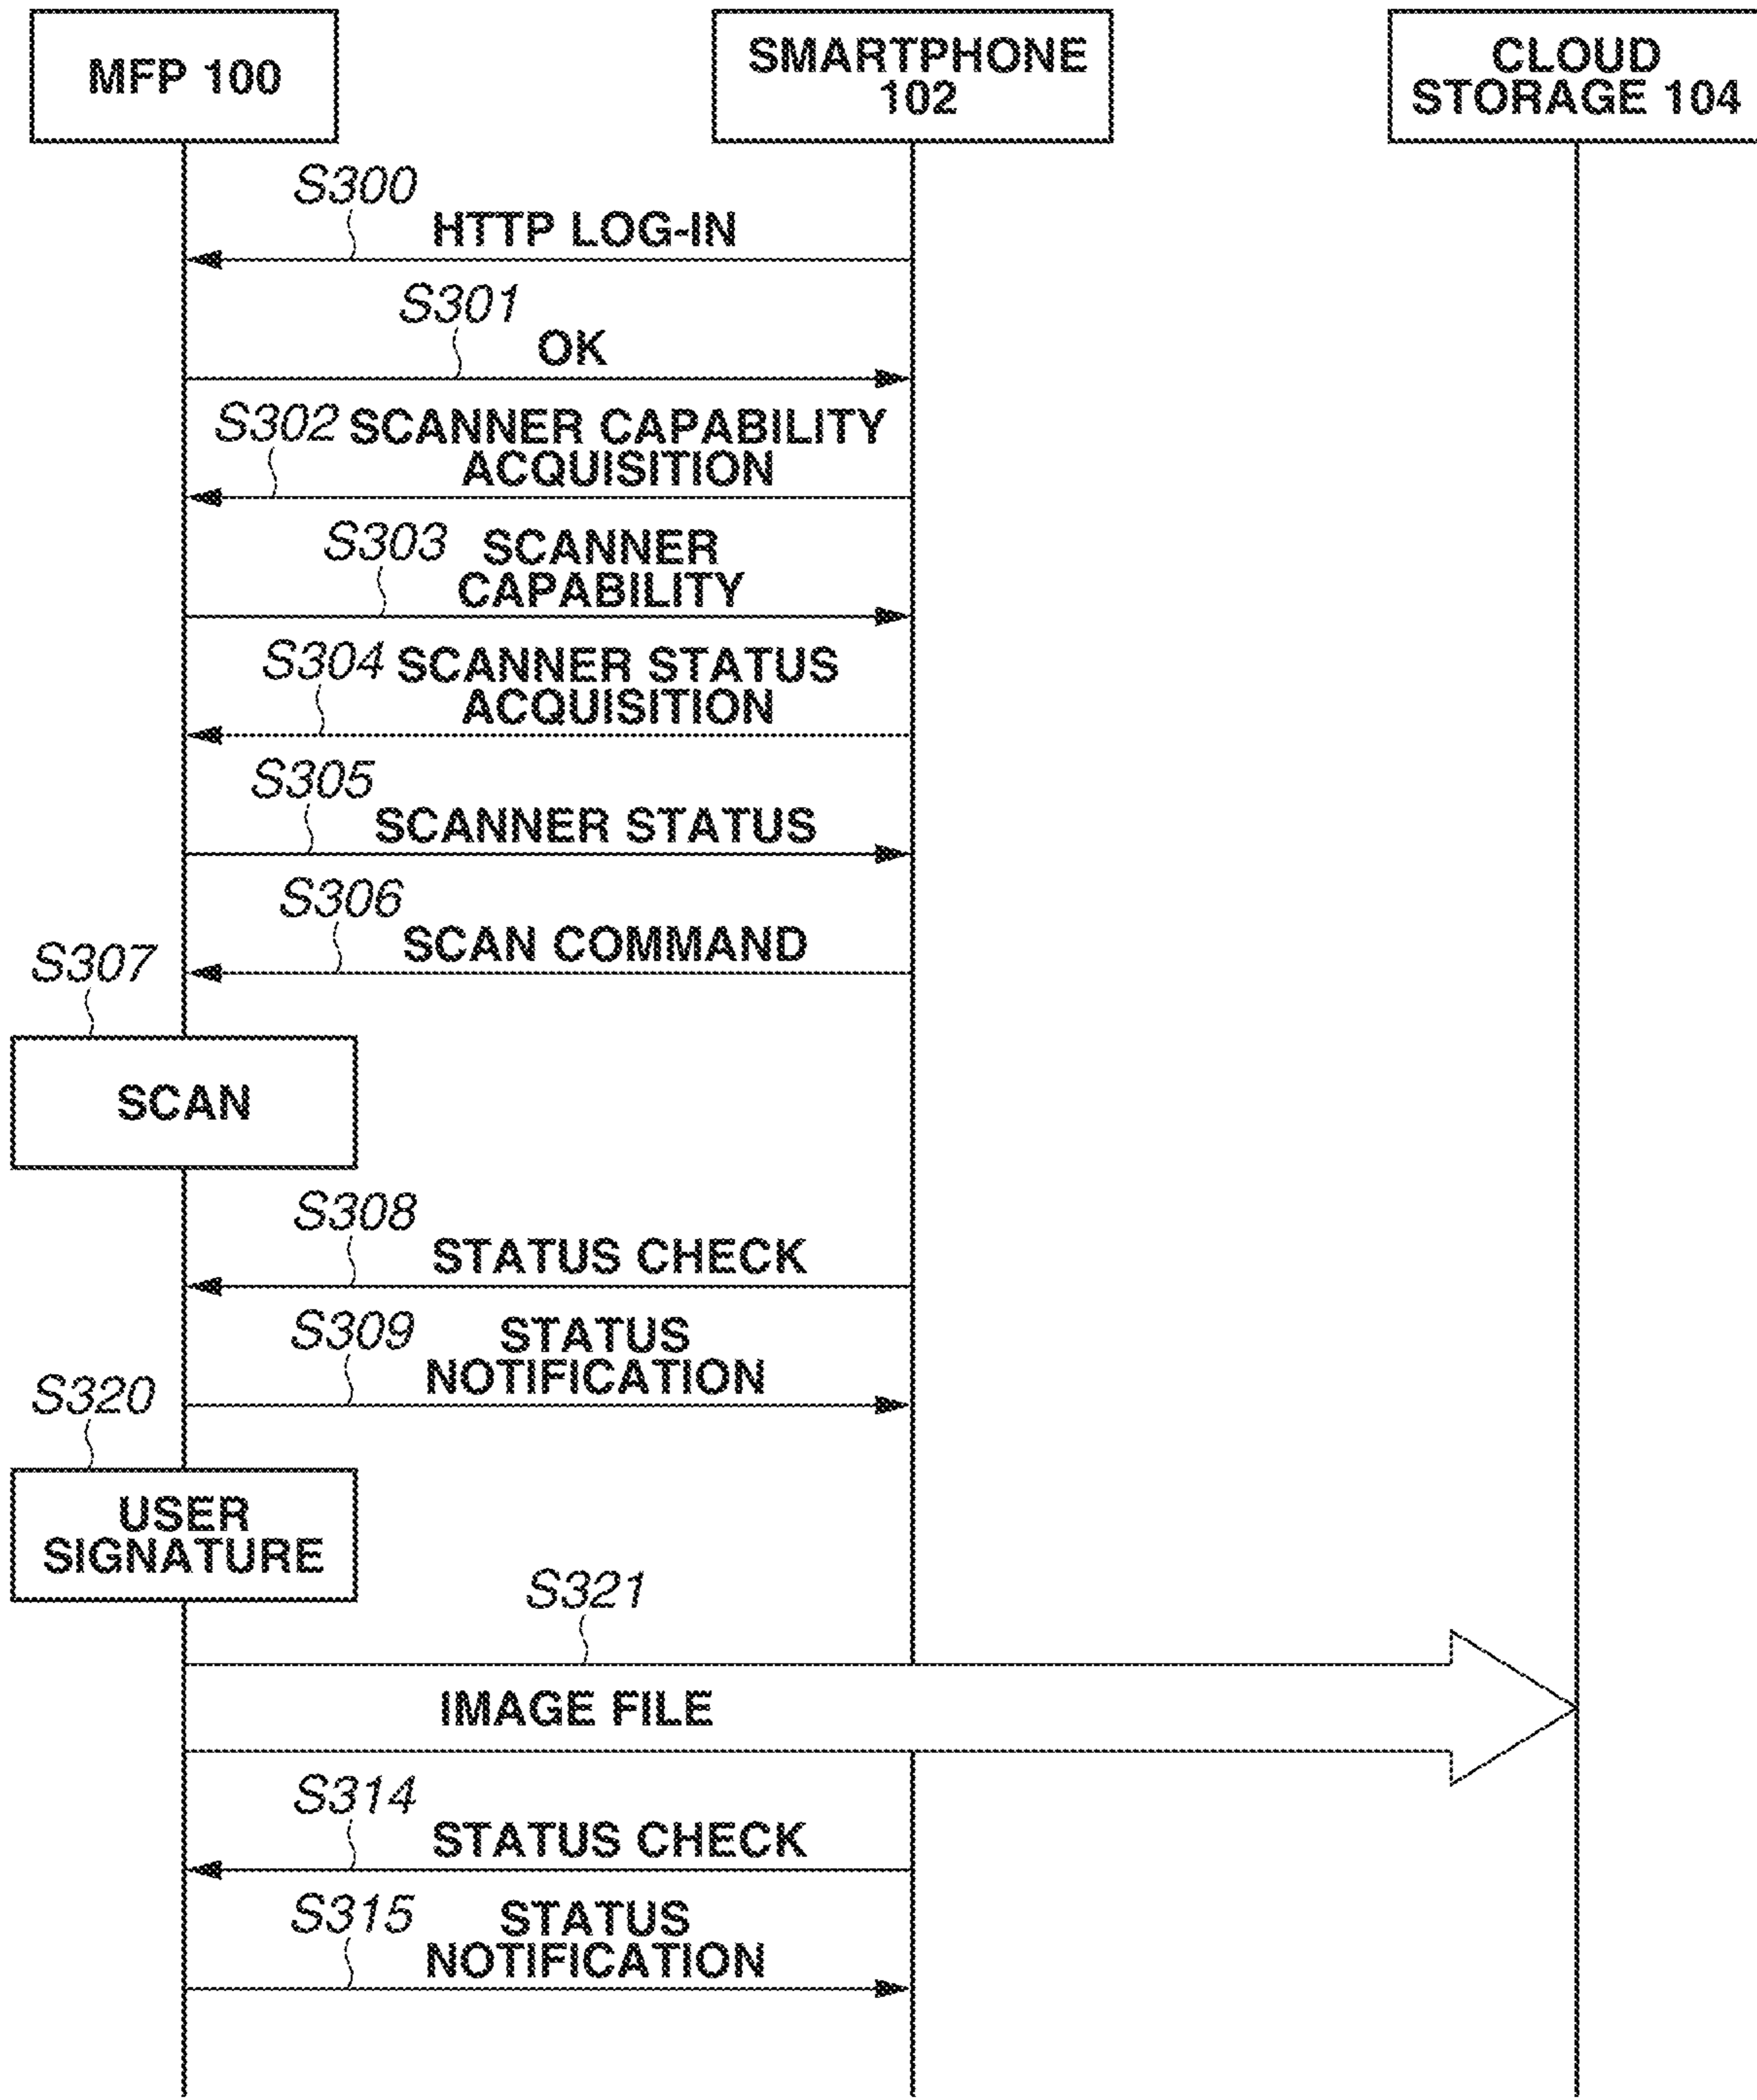 MFP 100
SMARTPHONE
102
CLOUD
STORAGE 104
S300
HTTP LOG-IN
S301
OK
S302 SCANNER CAPABILITY
ACQUISITION
S303 SCANNER
CAPABILITY
S304 SCANNER STATUS
ACQUISITION
S305
SCANNER STATUS
S306
SCAN COMMAND
S307
SCAN
S308
STATUS CHECK
S309 STATUS
NOTIFICATION
S320
USER
SIGNATURE
S321
IMAGE FILE
S314
STATUS CHECK
S315 STATUS
NOTIFICATION